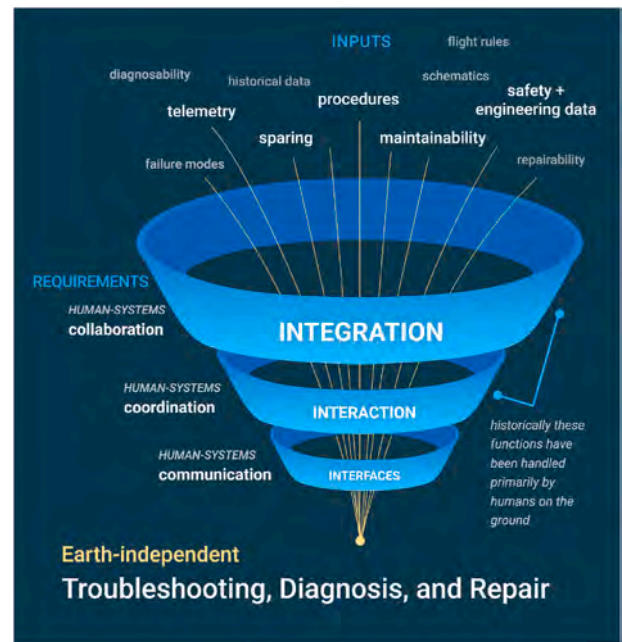 INPUTS
flight rules
diagnosability
historical data
schematics
telemetry
procedures
safety +
engineering data
sparing
maintainability
failure modes
repairability
REQUIREMENTS
HUMAN-SYSTEMS
collaboration
INTEGRATION
HUMAN-SYSTEMS
coordination
INTERACTION
HUMAN-SYSTEMS
communication
INTERFACES
historically these
functions have
been handled
primarily by
humans on the
ground
Earth-independent
Troubleshooting, Diagnosis, and Repair